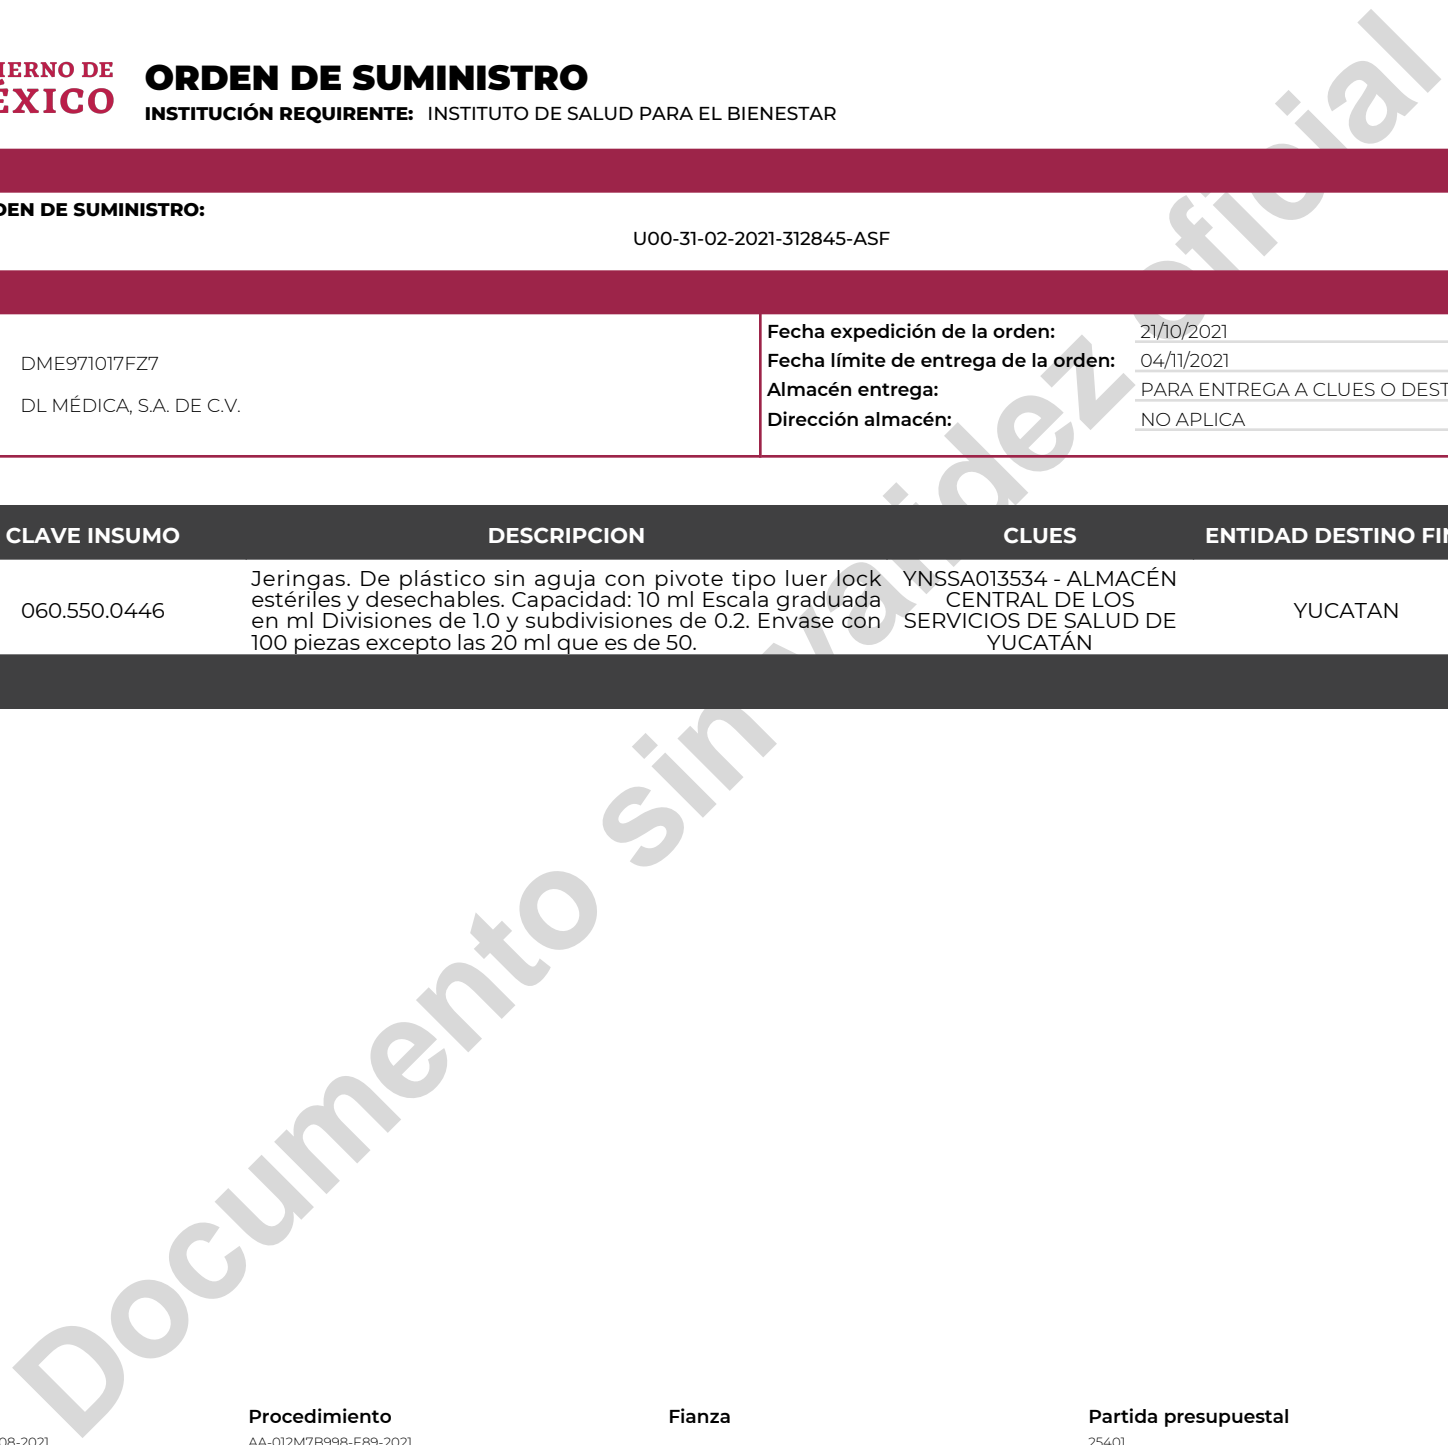 ORDEN DE SUMINISTRO
INSTITUCIÓN REQUIRENTE: INSTITUTO DE SALUD PARA EL BIENESTAR
DE
DE SUMINISTRO:
U00-31-02-2021-312845-ASF
DME971017FZ7
DL MÉDICA, S.A. DE C.V.
Fecha expedición de la orden: 21/10/2021
Fecha límite de entrega de la orden: 04/11/2021
Almacén entrega: PARA ENTREGA A CLUES O
Dirección almacén: NO APLICA
CLAVE INSUMO DESCRIPCION CLUES ENTIDAD DESTINO
060.550.0446
Jeringas. De plástico sin aguja con pivote tipo luer lock
estériles y desechables. Capacidad: 10 ml Escala graduada
en ml Divisiones de 1.0 y subdivisiones de 0.2. Envase con
100 piezas excepto las 20 ml que es de 50.
YNSSA013534 - ALMACÉN
CENTRAL DE LOS
SERVICIOS DE SALUD DE
YUCATÁN
YUCATAN
Documento sin validez oficial
Procedimiento Fianza Partida presupuestal
AA-012M7B998-E89-2021 25401